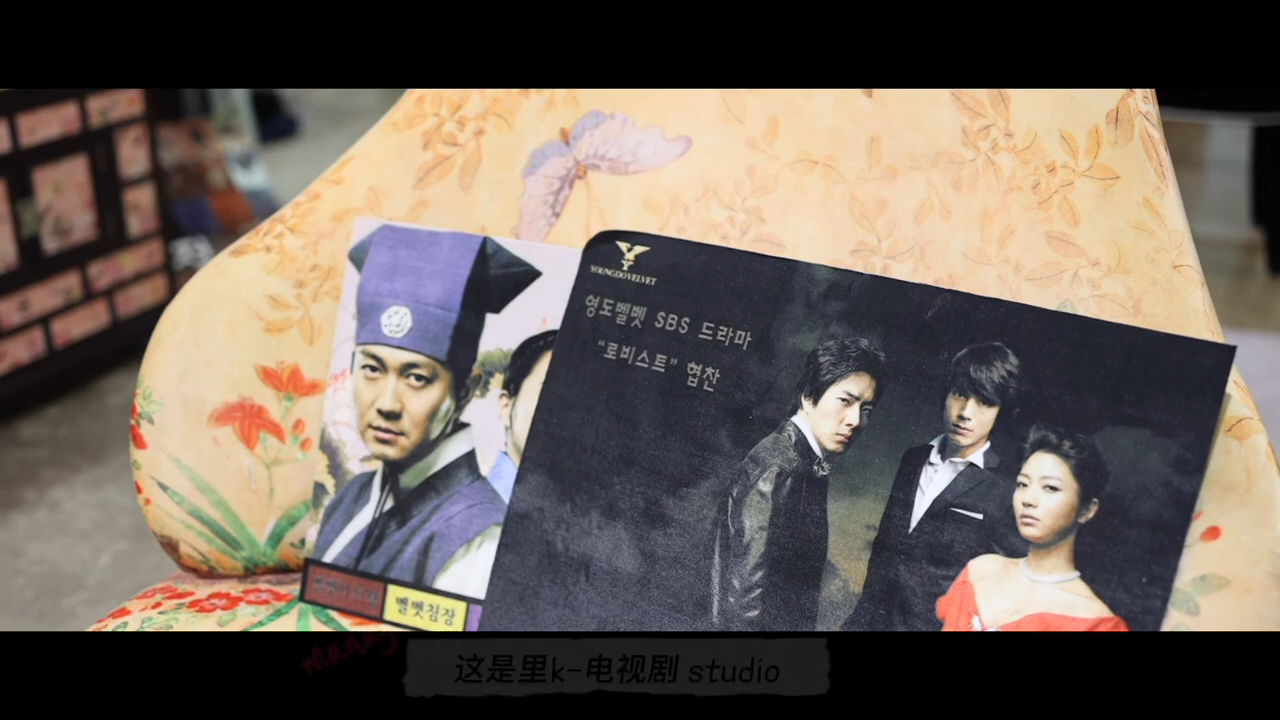 YOUNGDOVELVET
영도벨벳 SBS 드라마
“로비스트” 협찬
벨벳침장
manag
这是里k-电视剧 studio